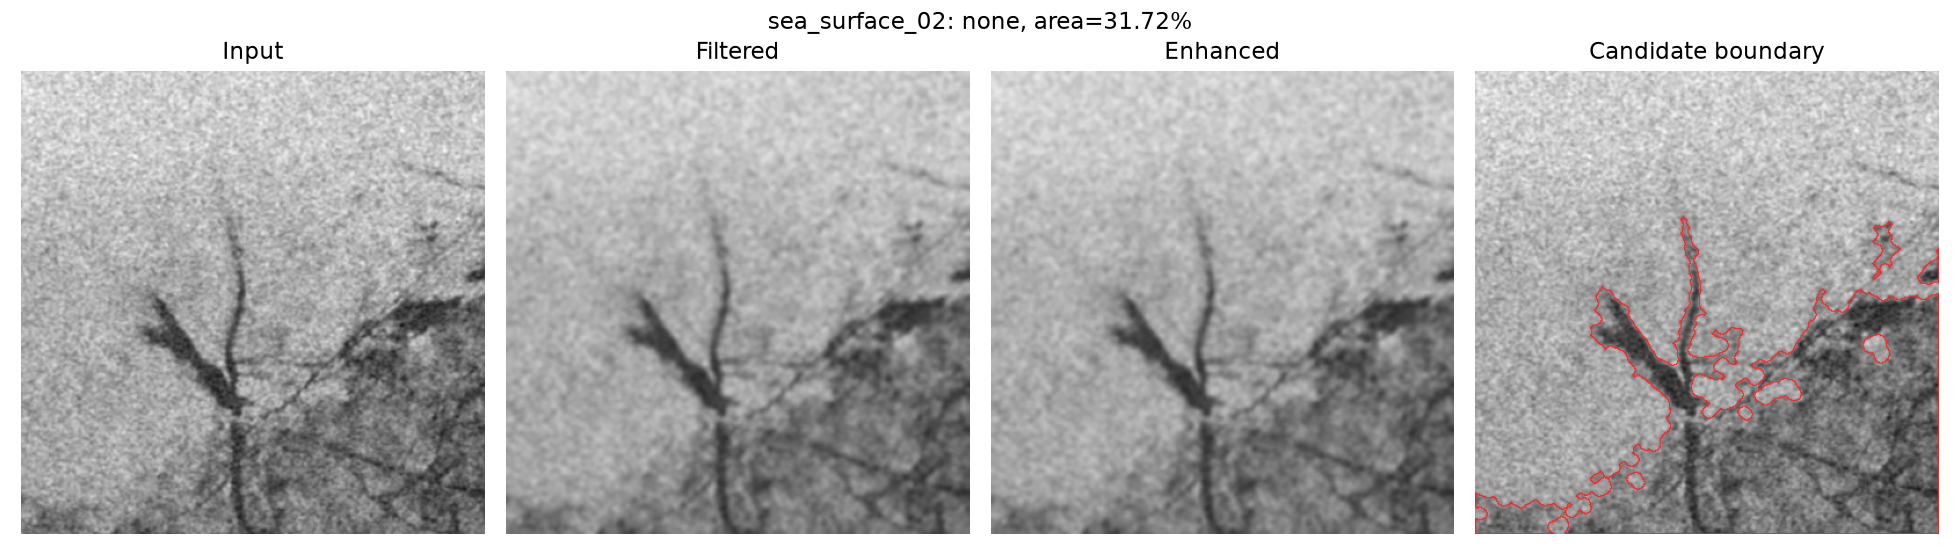 sea_surface_02: none, area=31.72%
Input
Filtered
Enhanced
Candidate boundary